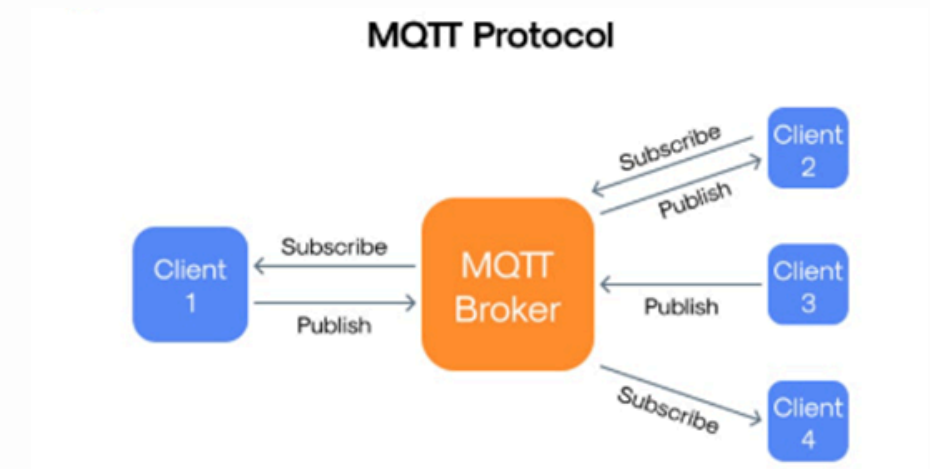 MQTT Protocol
Client
1
Subscribe
Publish
MQTT
Broker
Subscribe
Publish
Client
2
Publish
Client
3
Subscribe
Client
4